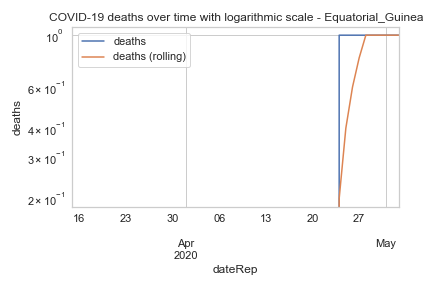 COVID-19 deaths over time with logarithmic scale - Equatorial_Guinea
10⁰
6 × 10⁻¹
4 × 10⁻¹
3 × 10⁻¹
2 × 10⁻¹
deaths
deaths
deaths (rolling)
16 23 30 06 13 20 27
Apr May
2020
dateRep